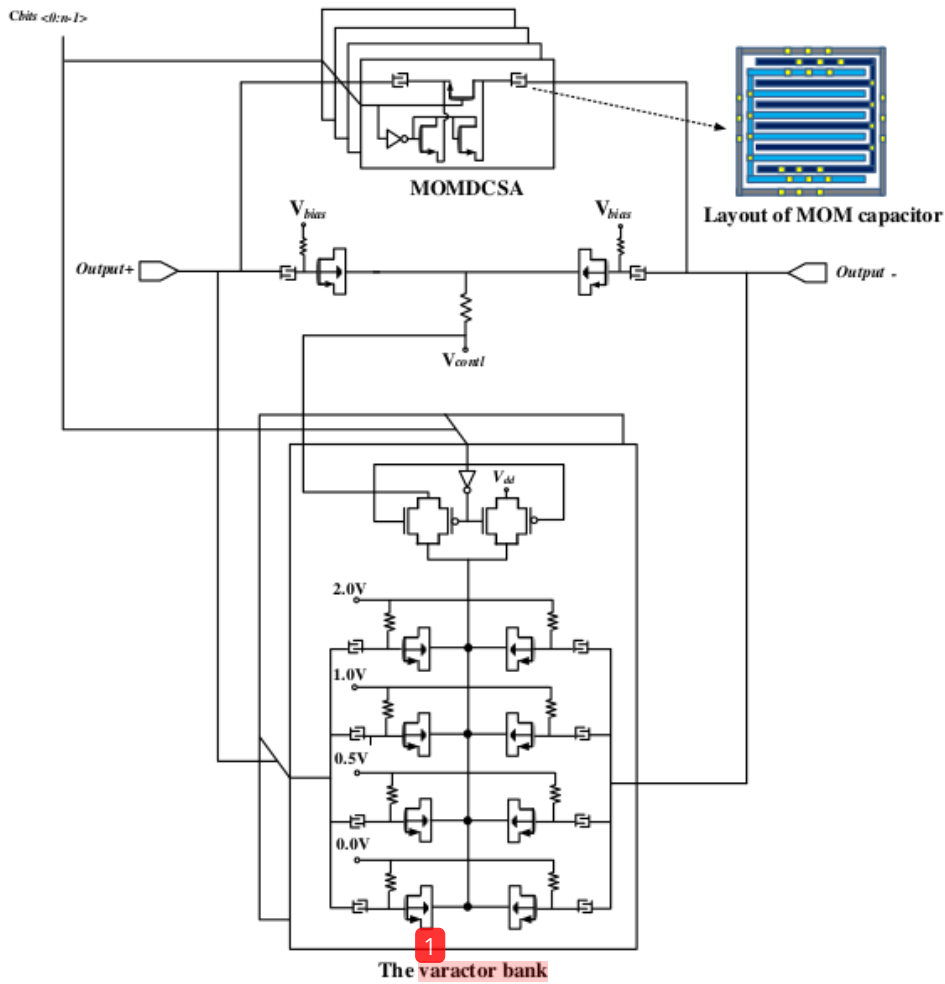 Cbits <0:n-1>
MOMDCSA
Layout of MOM capacitor
Vbias
Vbias
Output+
Output -
Vcontl
Vdd
2.0V
1.0V
0.5V
0.0V
1
The varactor bank